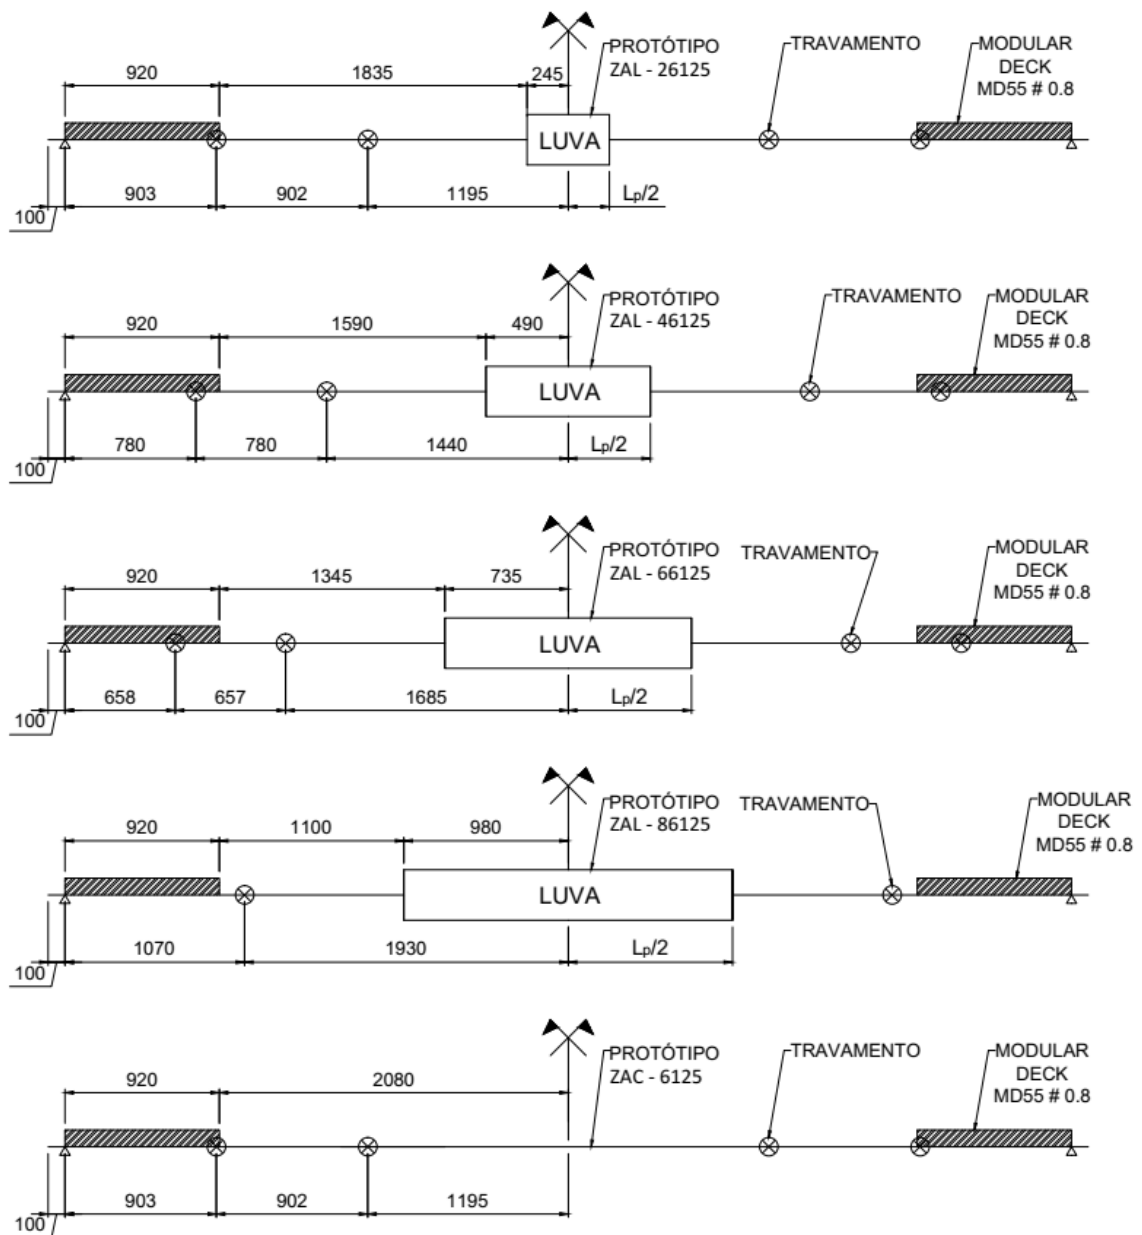 PROTÓTIPO
ZAL - 26125
TRAVAMENTO
MODULAR
DECK
MD55 # 0.8
920
1835
245
LUVA
903
902
1195
Lp/2
100
PROTÓTIPO
ZAL - 46125
TRAVAMENTO
MODULAR
DECK
MD55 # 0.8
920
1590
490
LUVA
780
780
1440
Lp/2
100
PROTÓTIPO
ZAL - 66125
TRAVAMENTO
MODULAR
DECK
MD55 # 0.8
920
1345
735
LUVA
658
657
1685
Lp/2
100
PROTÓTIPO
ZAL - 86125
TRAVAMENTO
MODULAR
DECK
MD55 # 0.8
920
1100
980
LUVA
1070
1930
Lp/2
100
PROTÓTIPO
ZAC - 6125
TRAVAMENTO
MODULAR
DECK
MD55 # 0.8
920
2080
903
902
1195
100